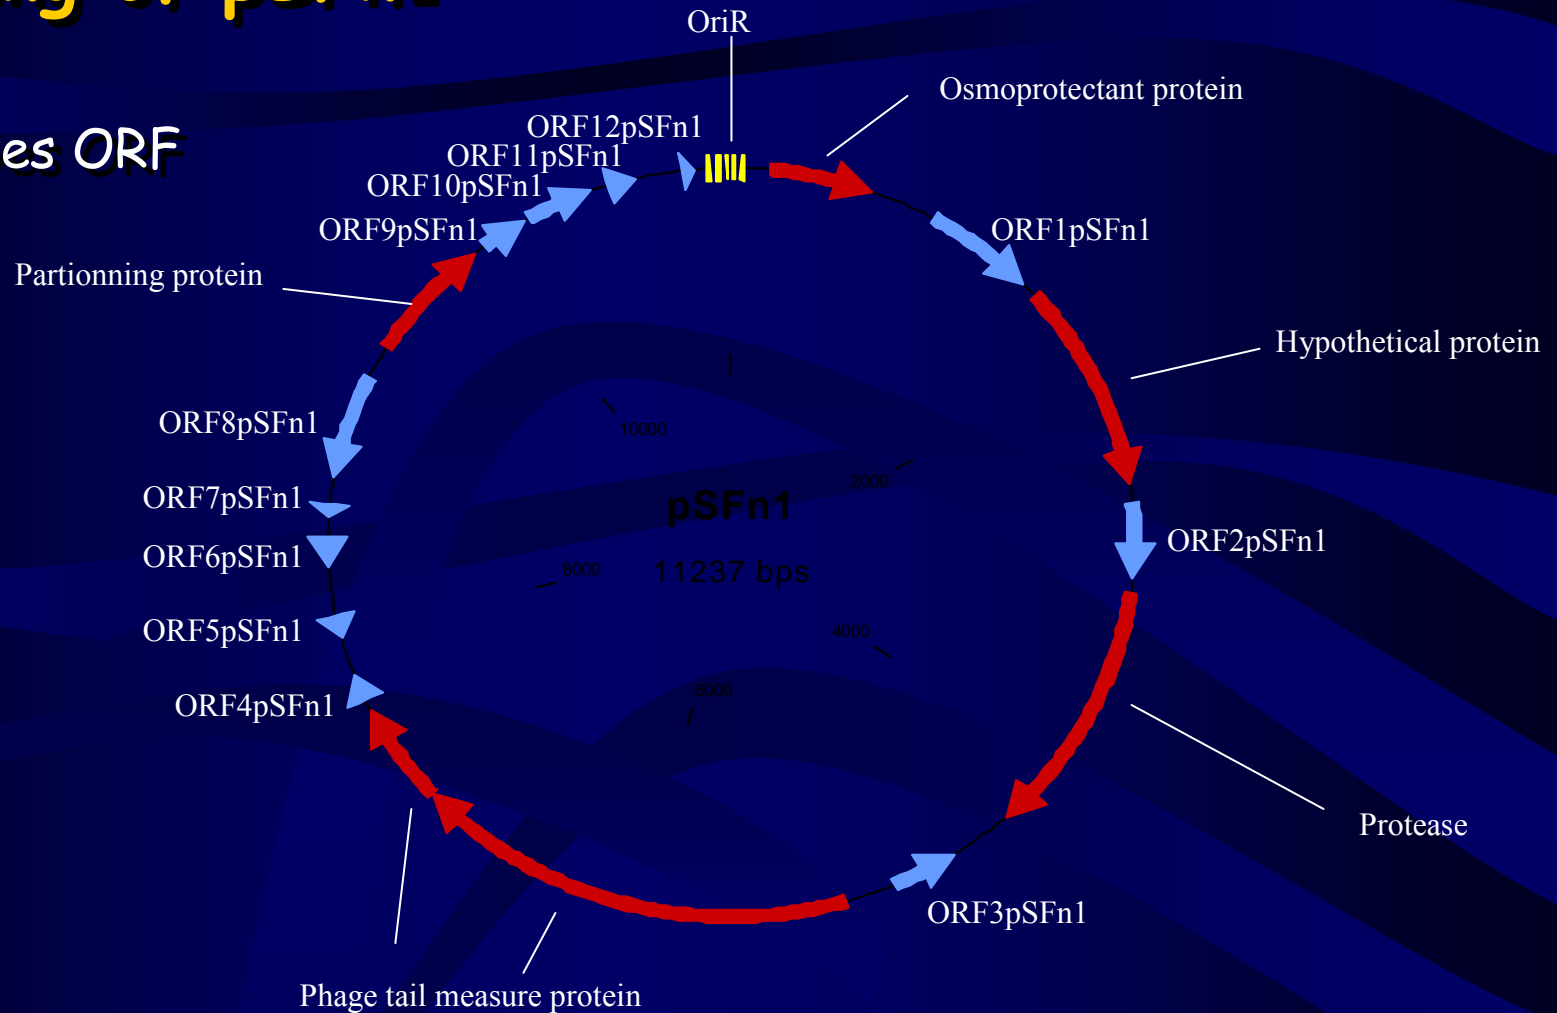 OriR
Osmoprotectant protein
es ORF
ORF12pSFn1
ORF11pSFn1
ORF10pSFn1
ORF9pSFn1
ORF1pSFn1
Partionning protein
Hypothetical protein
ORF8pSFn1
10000
2000
ORF7pSFn1
pSFn1
ORF6pSFn1
ORF2pSFn1
8000
11237 bps
ORF5pSFn1
4000
6000
ORF4pSFn1
Protease
ORF3pSFn1
Phage tail measure protein